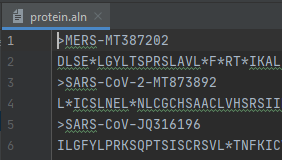 protein.aln
1 >MERS-MT387202
2 DLSE*LGYLTSPRSLAVL*F*RT*IKAL
3 >SARS-CoV-2-MT873892
4 L*ICSLNEL*NLCGCHSAACLVHSRSII
5 >SARS-CoV-JQ316196
6 ILGFYLPRKSQPTSISCRSVL*TNFKIC